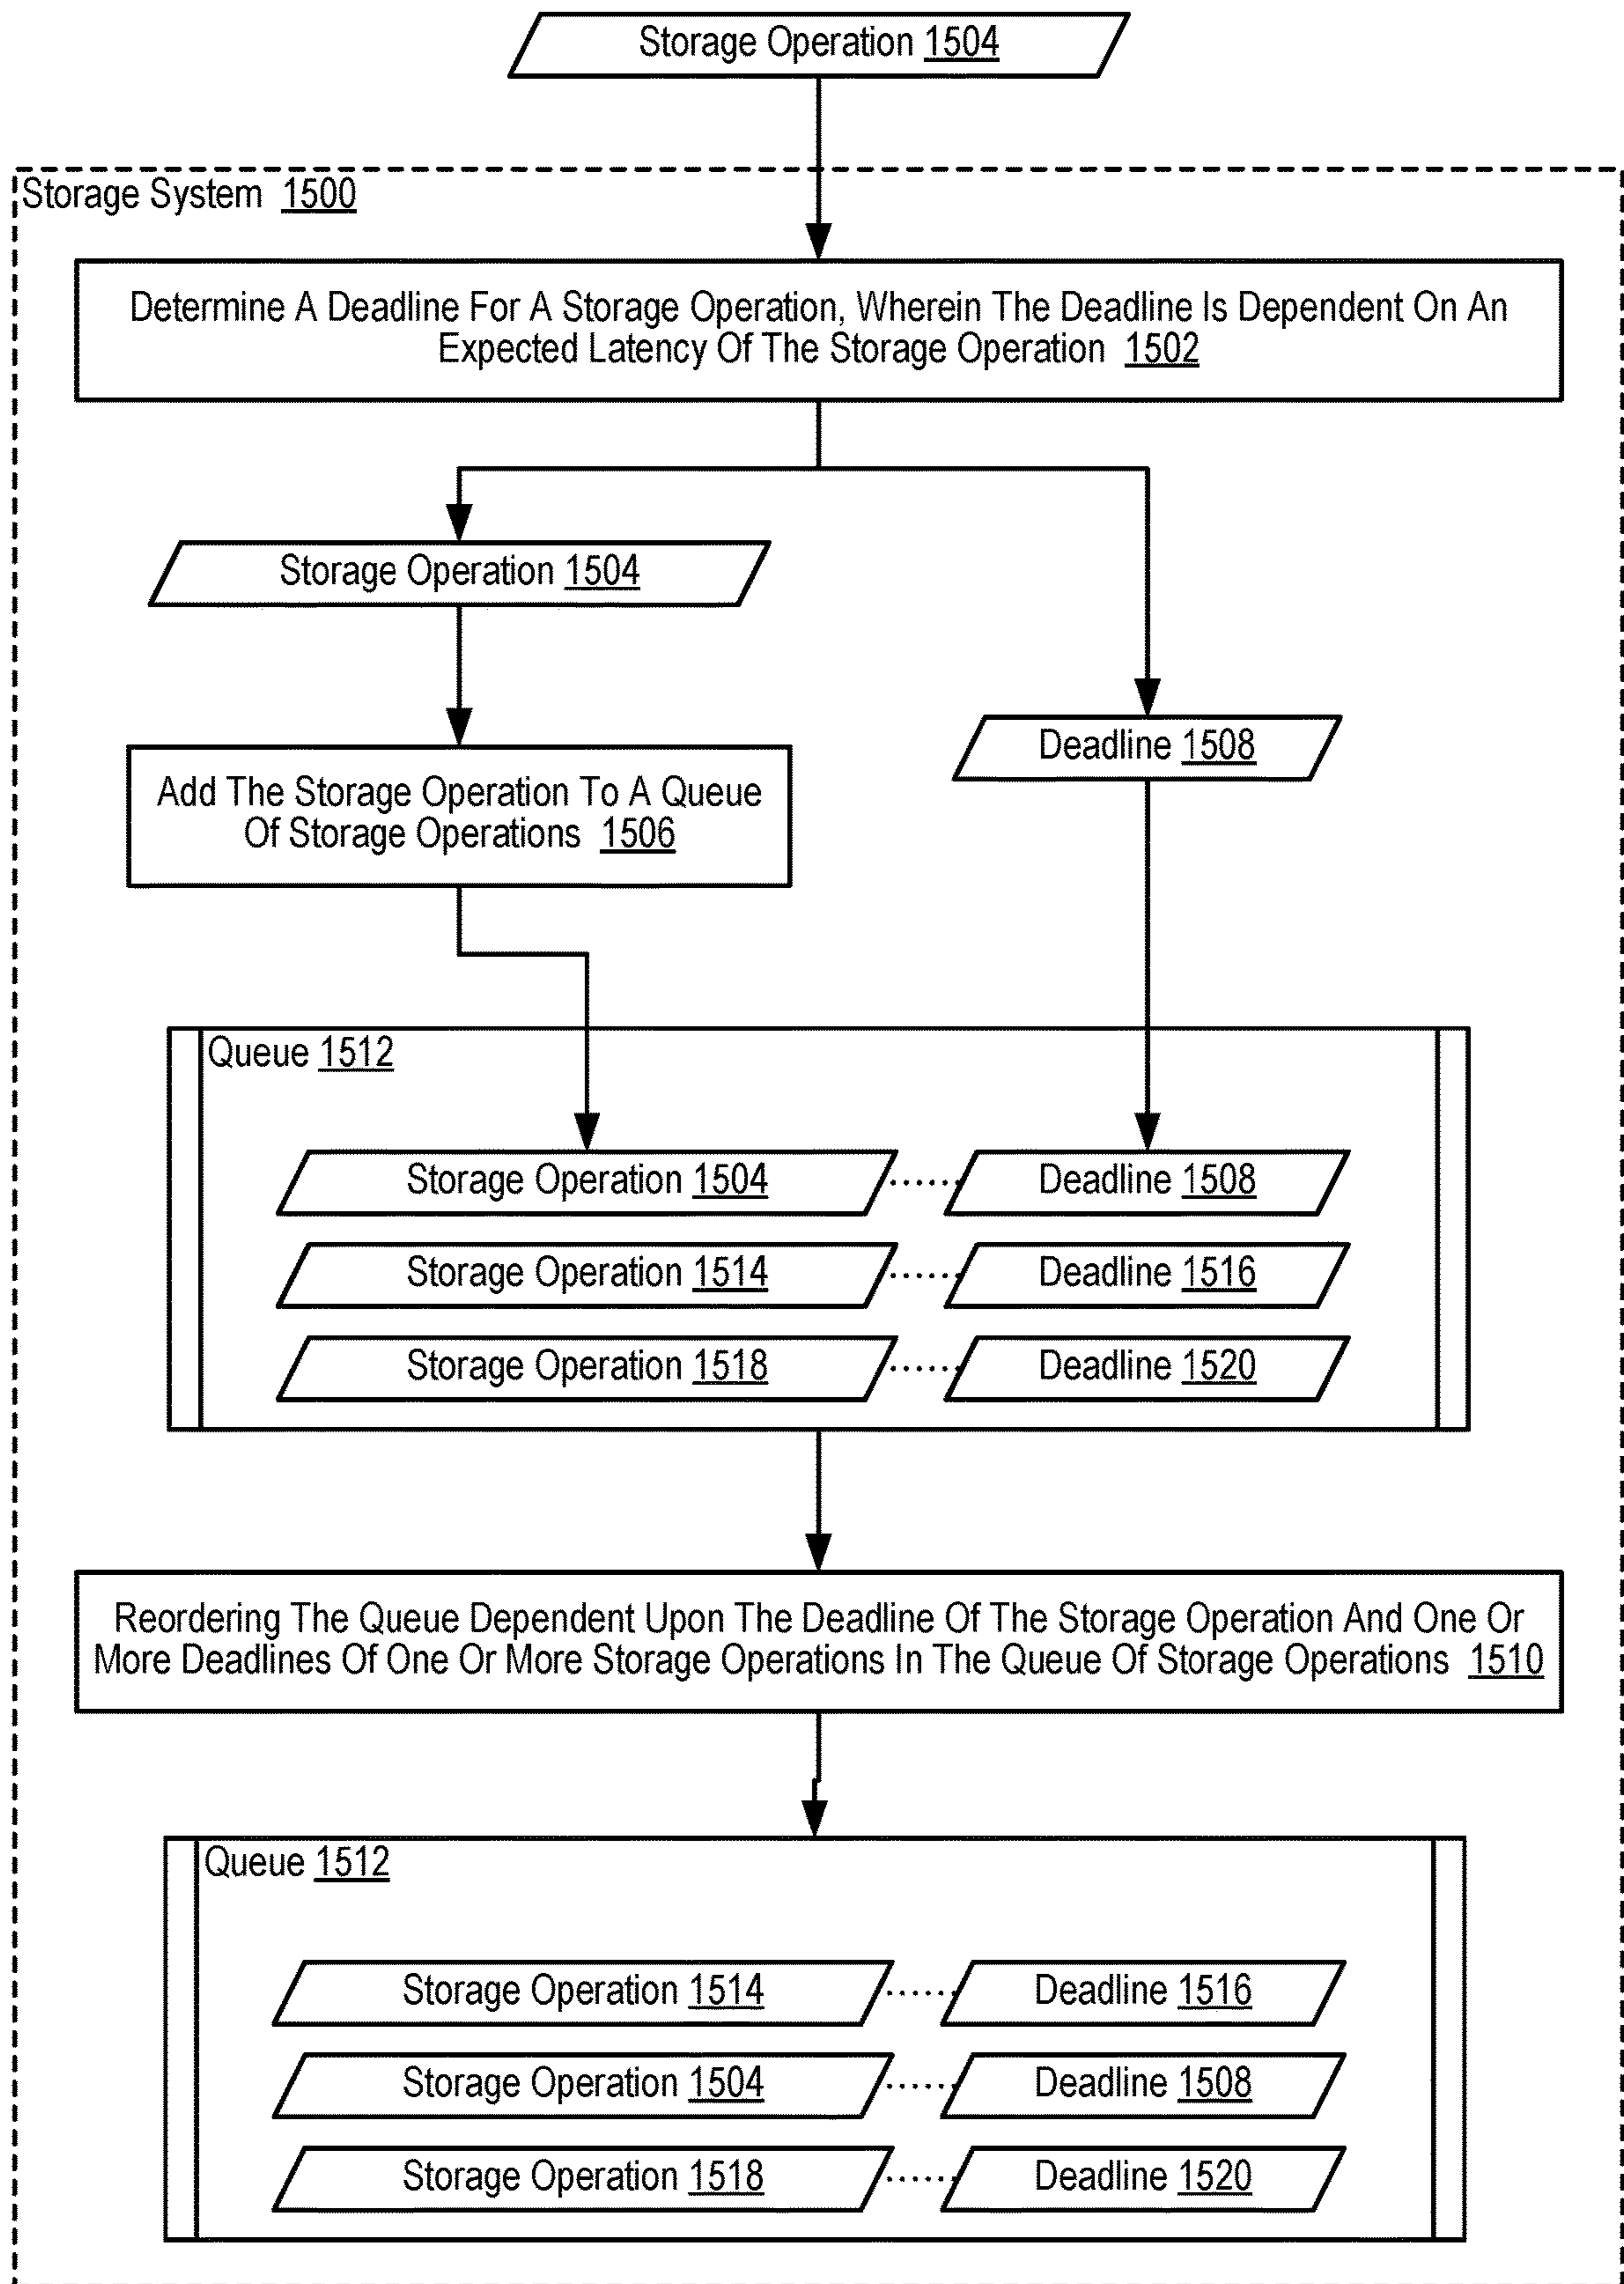 Storage Operation 1504
Storage System 1500
Determine A Deadline For A Storage Operation, Wherein The Deadline Is Dependent On An
Expected Latency Of The Storage Operation 1502
Storage Operation 1504
Deadline 1508
Add The Storage Operation To A Queue
Of Storage Operations 1506
Queue 1512
Storage Operation 1504
Deadline 1508
Storage Operation 1514
Deadline 1516
Storage Operation 1518
Deadline 1520
Reordering The Queue Dependent Upon The Deadline Of The Storage Operation And One Or
More Deadlines Of One Or More Storage Operations In The Queue Of Storage Operations 1510
Queue 1512
Storage Operation 1514
Deadline 1516
Storage Operation 1504
Deadline 1508
Storage Operation 1518
Deadline 1520